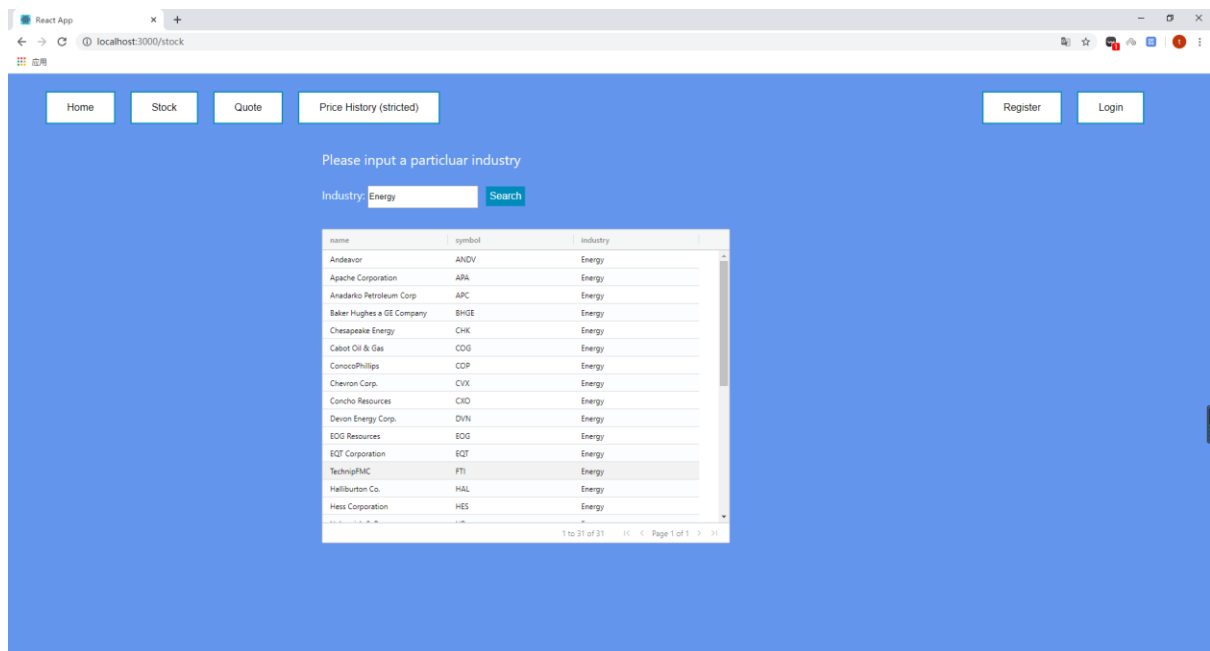 React App
localhost:3000/stock
应用
Home Stock Quote Price History (stricted) Register Login
Please input a particluar industry
Industry: Energy Search
name symbol industry
Andeavor ANDV Energy
Apache Corporation APA Energy
Anadarko Petroleum Corp APC Energy
Baker Hughes a GE Company BHGE Energy
Chesapeake Energy CHK Energy
Cabot Oil & Gas COG Energy
ConocoPhillips COP Energy
Chevron Corp. CVX Energy
Concho Resources CXO Energy
Devon Energy Corp. DVN Energy
EOG Resources EOG Energy
EQT Corporation EQT Energy
TechnipFMC FTI Energy
Halliburton Co. HAL Energy
Hess Corporation HES Energy
1 to 31 of 31 Page 1 of 1